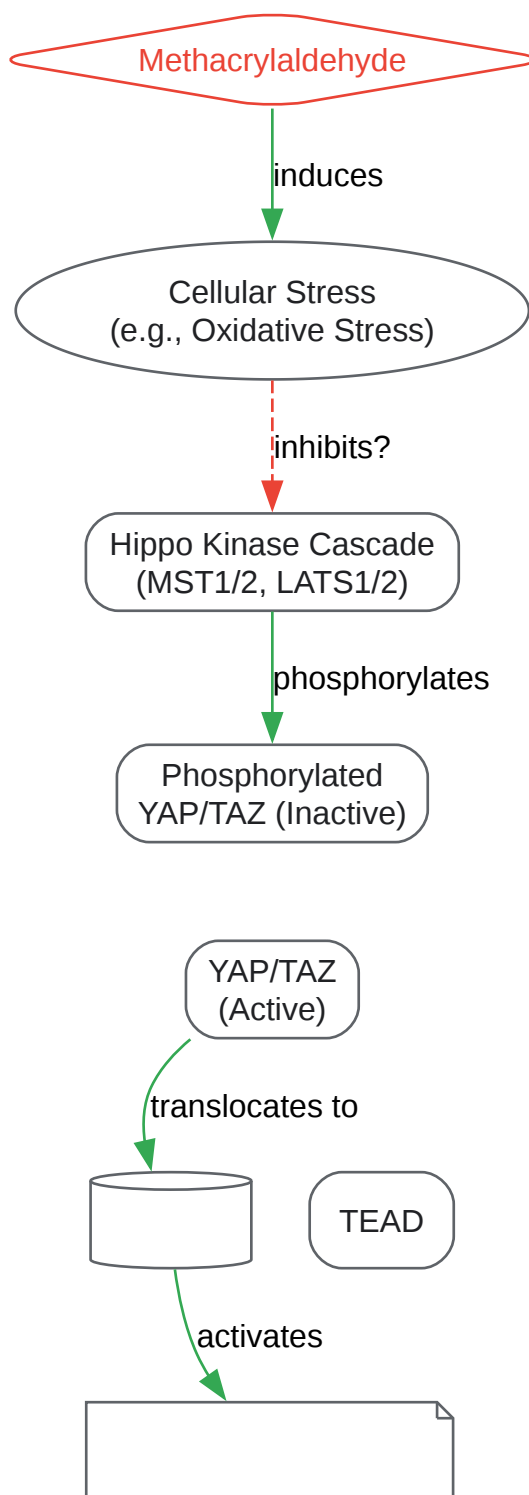 Methacrylaldehyde
induces
Cellular Stress
(e.g., Oxidative Stress)
inhibits?
Hippo Kinase Cascade
(MST1/2, LATS1/2)
phosphorylates
Phosphorylated
YAP/TAZ (Inactive)
YAP/TAZ
(Active)
translocates to
TEAD
activates